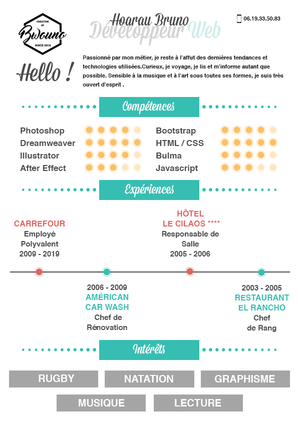 Hoarau Bruno
Développeur Web
06.19.33.50.83
CREATIVE
BY
Bwouno
SINCE 2019
Hello !
Passionné par mon métier, je reste à l'affut des dernières tendances et
technologies utilisées.Curieux, je voyage, je lis et m'informe autant que
possible. Sensible à la musique et à l'art sous toutes ses formes, je suis très
ouvert d'esprit .
Compétences
Photoshop
Dreamweaver
Illustrator
After Effect
Bootstrap
HTML / CSS
Bulma
Javascript
Expériences
CARREFOUR
Employé
Polyvalent
2009 - 2019
HÔTEL
LE CILAOS ****
Responsable de
Salle
2005 - 2006
2006 - 2009
AMÉRICAN
CAR WASH
Chef de
Rénovation
2003 - 2005
RESTAURANT
EL RANCHO
Chef
de Rang
Intérêts
RUGBY
NATATION
GRAPHISME
MUSIQUE
LECTURE